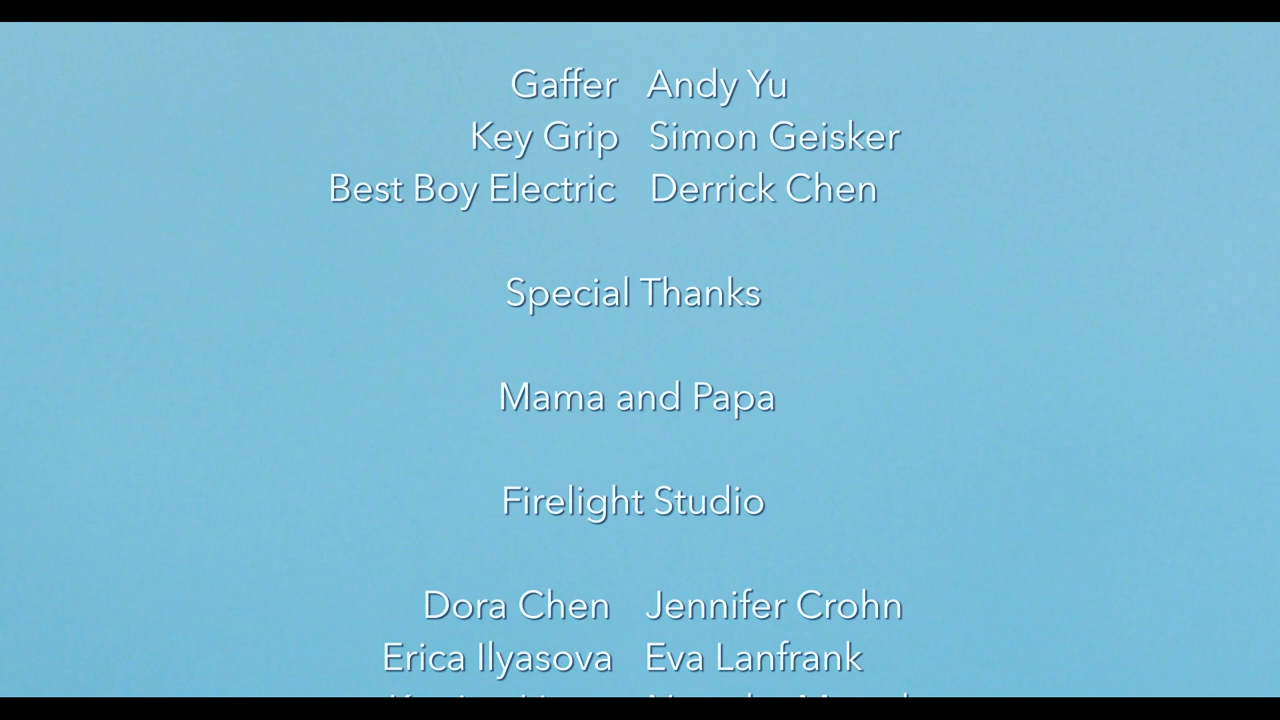 Gaffer Andy Yu
Key Grip Simon Geisker
Best Boy Electric Derrick Chen
Special Thanks
Mama and Papa
Firelight Studio
Dora Chen Jennifer Crohn
Erica Ilyasova Eva Lanfrank